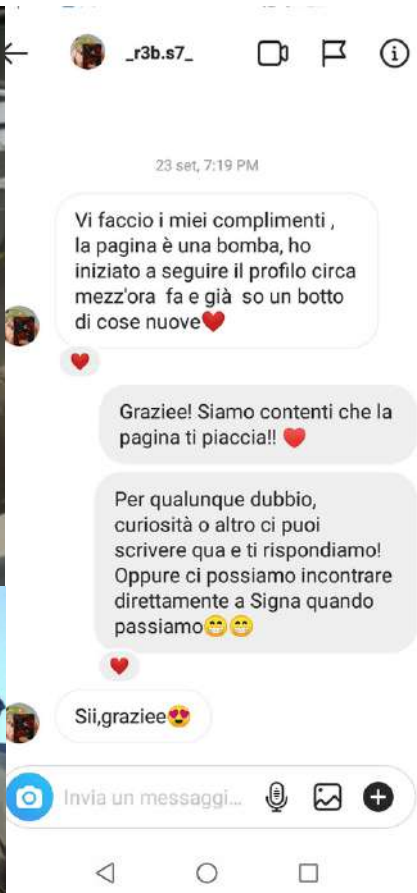 _r3b.s7_
23 set, 7:19 PM
Vi faccio i miei complimenti ,
la pagina è una bomba, ho
iniziato a seguire il profilo circa
mezz'ora fa e già  so un botto
di cose nuove❤️
❤️
Graziee! Siamo contenti che la
pagina ti piaccia!! ❤️
Per qualunque dubbio,
curiosità o altro ci puoi
scrivere qua e ti rispondiamo!
Oppure ci possiamo incontrare
direttamente a Signa quando
passiamo😁😁
❤️
Sii,graziee😍
Invia un messaggi...